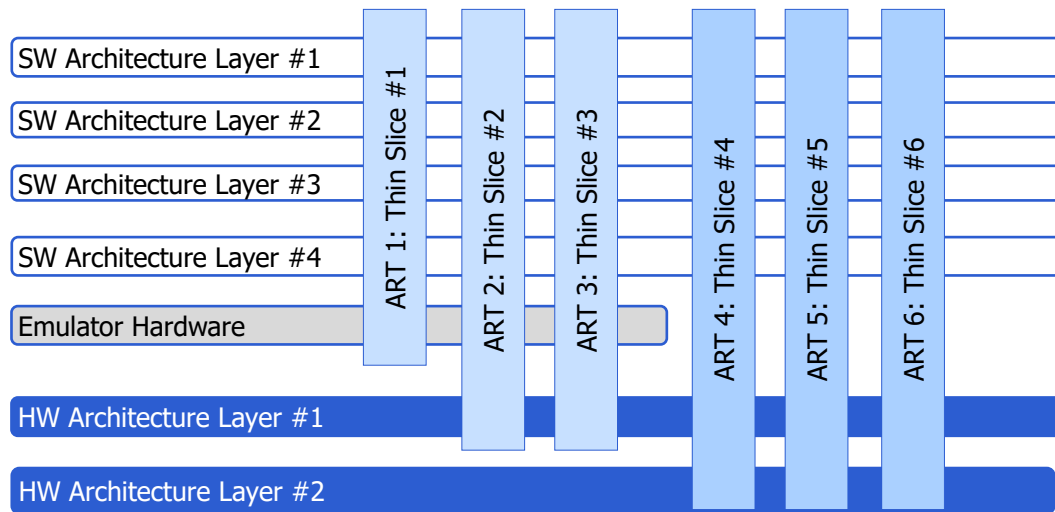 SW Architecture Layer #1
SW Architecture Layer #2
SW Architecture Layer #3
SW Architecture Layer #4
Emulator Hardware
HW Architecture Layer #1
HW Architecture Layer #2
ART 1: Thin Slice #1
ART 2: Thin Slice #2
ART 3: Thin Slice #3
ART 4: Thin Slice #4
ART 5: Thin Slice #5
ART 6: Thin Slice #6